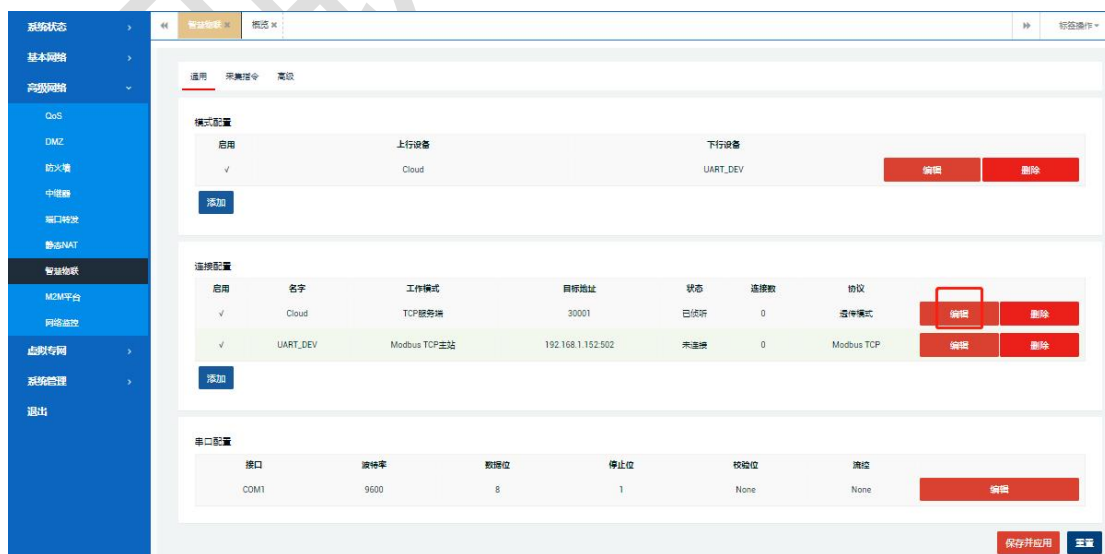 系统状态
基本网络
高级网络
QoS
DMZ
防火墙
中继器
端口转发
静态NAT
智慧物联
M2M平台
网络监控
虚拟专网
系统管理
退出
智慧物联 概览 标签操作
通用 采集指令 高级
模式配置
启用 上行设备 下行设备
√ Cloud UART_DEV 编辑 删除
添加
连接配置
启用 名字 工作模式 目标地址 状态 连接数 协议
√ Cloud TCP服务端 30001 已侦听 0 透传模式 编辑 删除
√ UART_DEV Modbus TCP主站 192.168.1.152:502 未连接 0 Modbus TCP 编辑 删除
添加
串口配置
接口 波特率 数据位 停止位 校验位 流控
COM1 9600 8 1 None None 编辑
保存并应用 重置